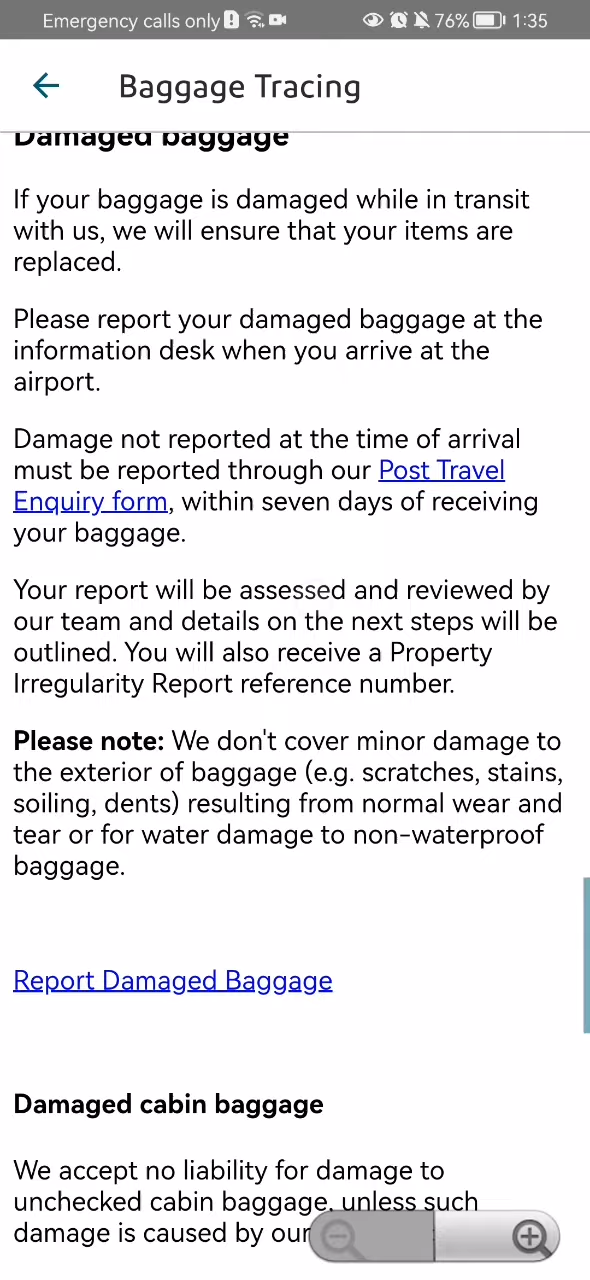 Emergency calls only 76% 1:35
Baggage Tracing
Damaged baggage
If your baggage is damaged while in transit
with us, we will ensure that your items are
replaced.
Please report your damaged baggage at the
information desk when you arrive at the
airport.
Damage not reported at the time of arrival
must be reported through our Post Travel
Enquiry form, within seven days of receiving
your baggage.
Your report will be assessed and reviewed by
our team and details on the next steps will be
outlined. You will also receive a Property
Irregularity Report reference number.
Please note: We don't cover minor damage to
the exterior of baggage (e.g. scratches, stains,
soiling, dents) resulting from normal wear and
tear or for water damage to non-waterproof
baggage.
Report Damaged Baggage
Damaged cabin baggage
We accept no liability for damage to
unchecked cabin baggage, unless such
damage is caused by our